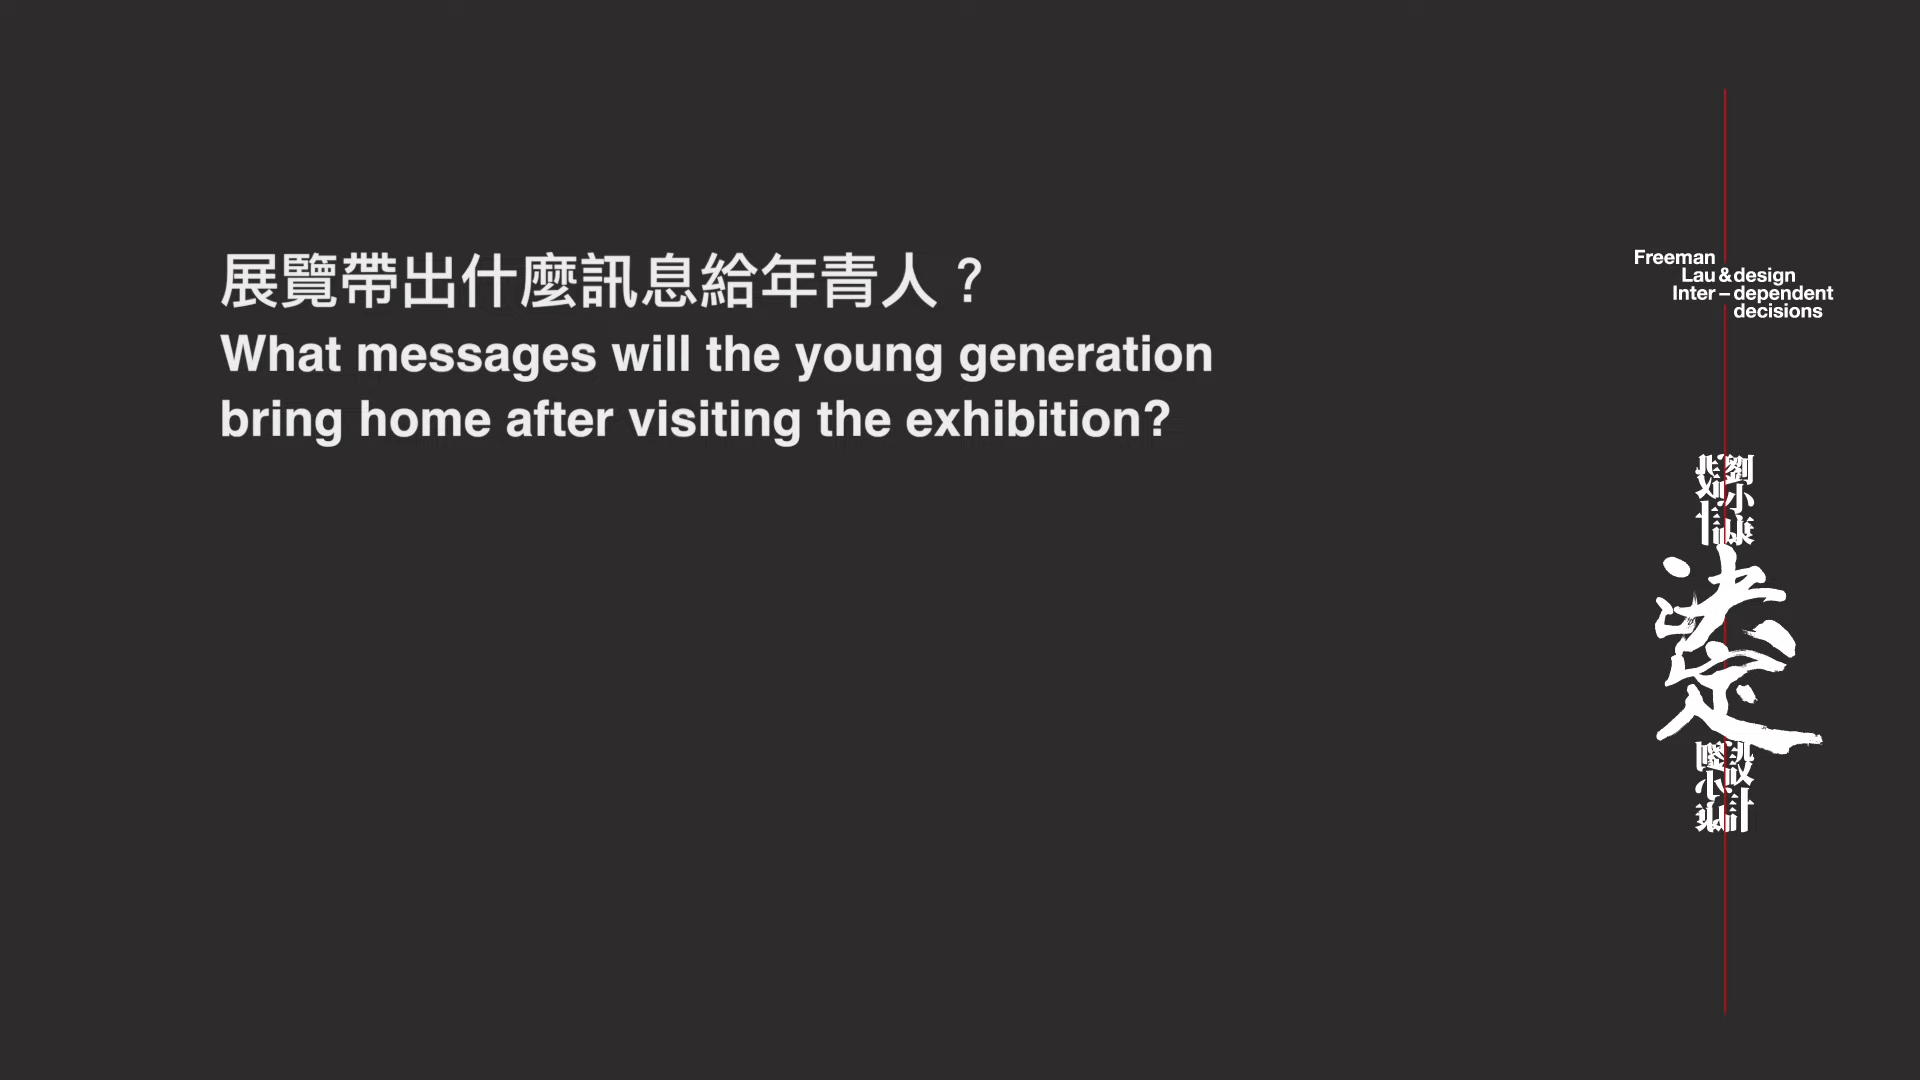 展覽帶出什麼訊息給年青人？
What messages will the young generation
bring home after visiting the exhibition?
Freeman
Lau & design
Inter – dependent
decisions
劉小康
決定
設計